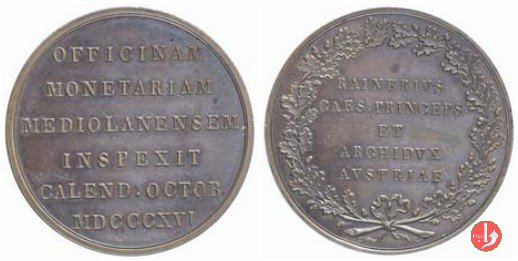 OFFICINAM
MONETARIAM
MEDIOLANENSEM
INSPEXIT
CALEND. OCTOB.
MDCCCXVI
RAINERIVS
CAES. PRINCEPS
ET
ARCHIDVX
AVSTRIAE